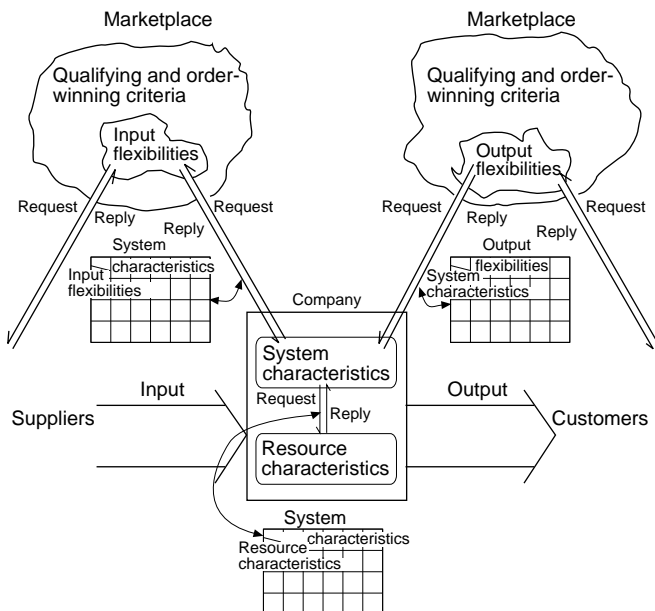 Marketplace
Marketplace
Qualifying and order-
winning criteria
Qualifying and order-
winning criteria
Input
flexibilities
Output
flexibilities
Request
Reply
Reply
Request
Request
Reply
Reply
Request
System
characteristics
Input
flexibilities
Output
flexibilities
System
characteristics
Company
System
characteristics
Request
Reply
Resource
characteristics
Suppliers
Input
Output
Customers
System
characteristics
Resource
characteristics